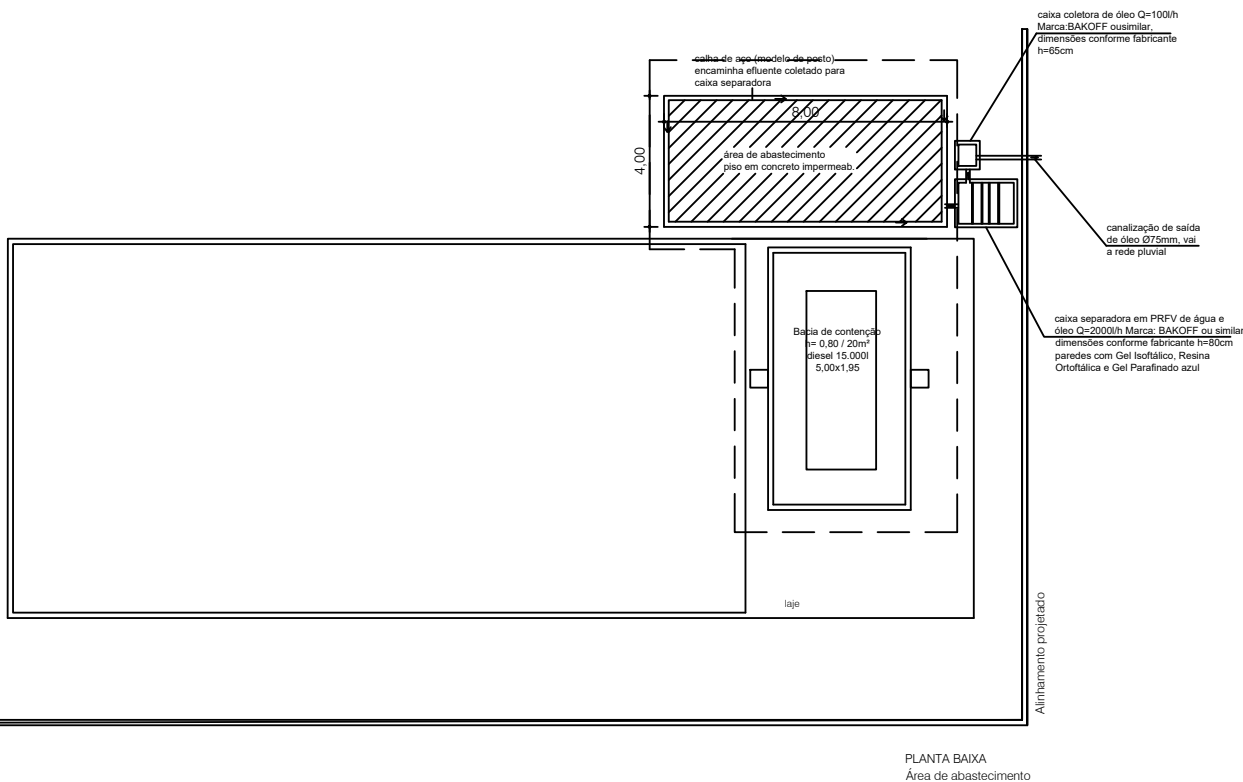 caixa coletora de óleo Q=100l/h
Marca:BAKOFF ousimilar,
dimensões conforme fabricante
h=65cm
calha de aço (modelo de posto)
encaminha efluente coletado para
caixa separadora
8,00
4,00
área de abastecimento
piso em concreto impermeab.
canalização de saída
de óleo Ø75mm, vai
a rede pluvial
caixa separadora em PRFV de água e
óleo Q=2000l/h Marca: BAKOFF ou similar
dimensões conforme fabricante h=80cm
paredes com Gel Isoftálico, Resina
Ortoftálica e Gel Parafinado azul
Bacia de contenção
h= 0,80 / 20m²
diesel 15.000l
5,00x1,95
laje
Alinhamento projetado
PLANTA BAIXA
Área de abastecimento